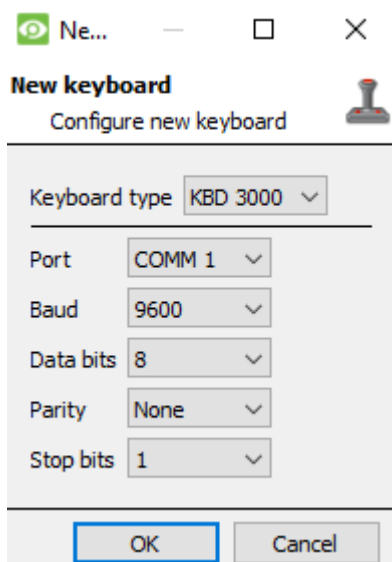 Ne...
New keyboard
Configure new keyboard
Keyboard type KBD 3000
Port COMM 1
Baud 9600
Data bits 8
Parity None
Stop bits 1
OK Cancel